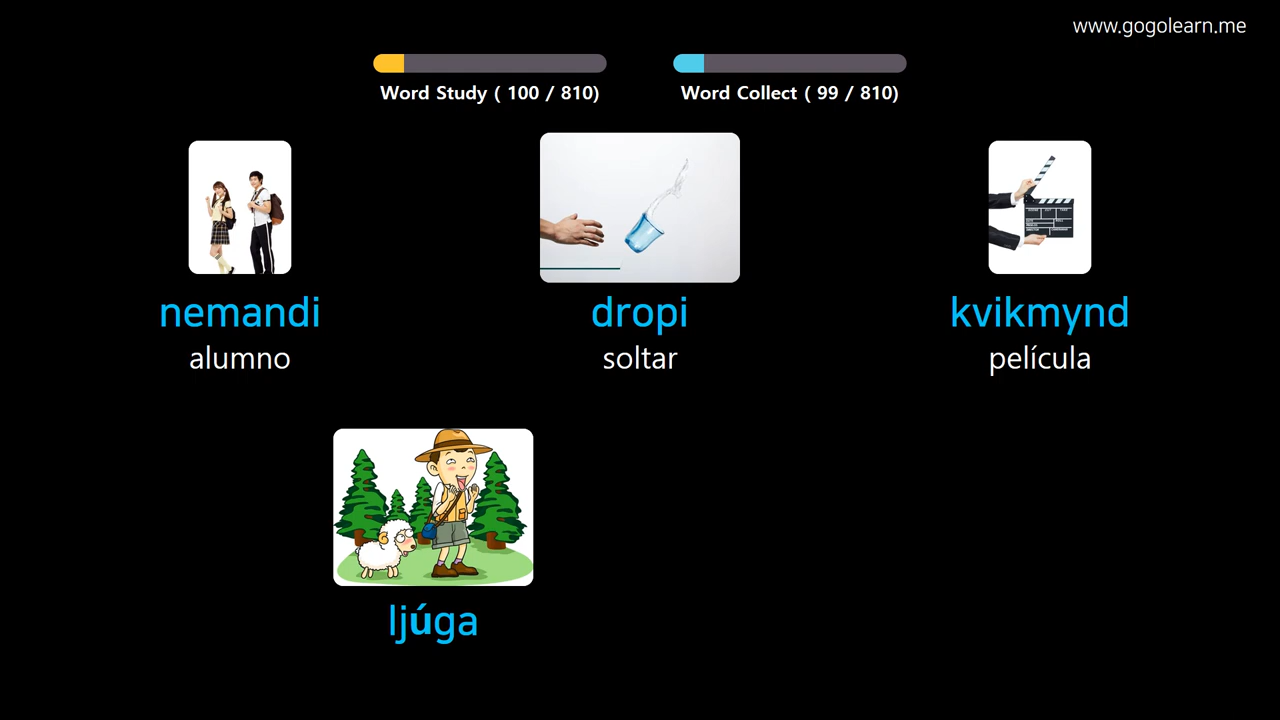 www.gogolearn.me
Word Study ( 100 / 810)
Word Collect ( 99 / 810)
nemandi
alumno
dropi
soltar
kvikmynd
película
ljúga